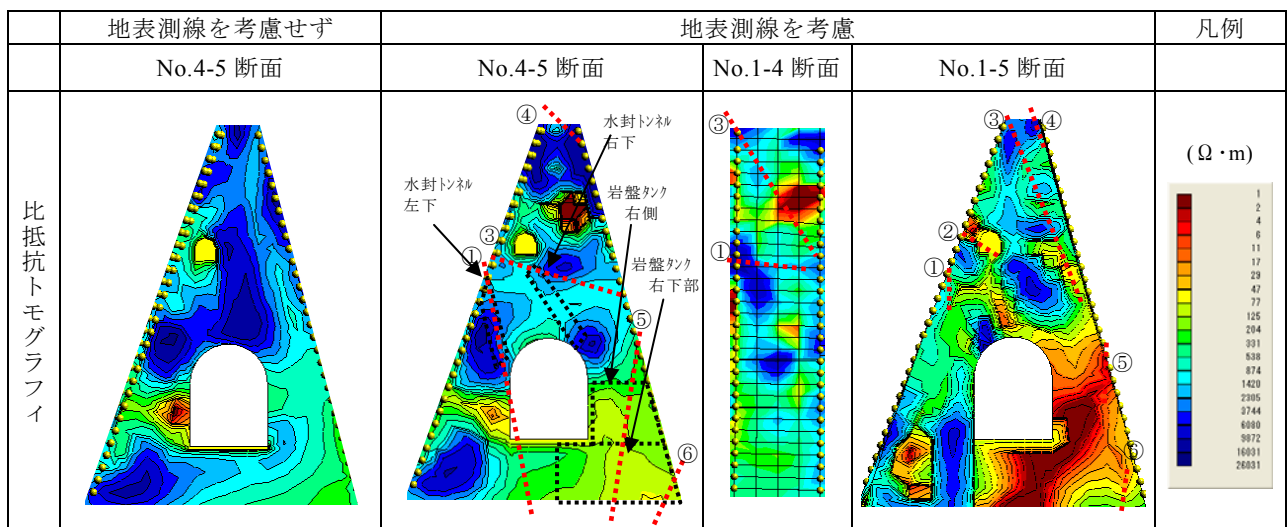 地表測線を考慮せず
地表測線を考慮
凡例
No.4-5 断面
No.4-5 断面
No.1-4 断面
No.1-5 断面
比抵抗トモグラフィ
④
水封トンネル
右下
水封トンネル
左下
岩盤タンク
右側
③
①
岩盤タンク
右下部
⑤
⑥
③
①
③
④
②
①
⑤
⑥
(Ω・m)
1
2
4
6
11
17
29
47
77
125
204
331
538
874
1420
2305
3744
6080
9872
16031
26031